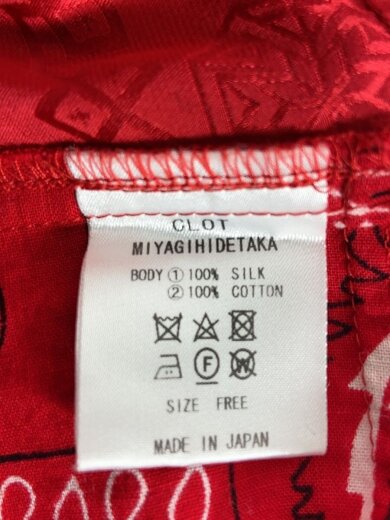 CLOT
MIYAGIHIDETAKA
BODY ① 100% SILK
② 100% COTTON
F W
SIZE FREE
MADE IN JAPAN